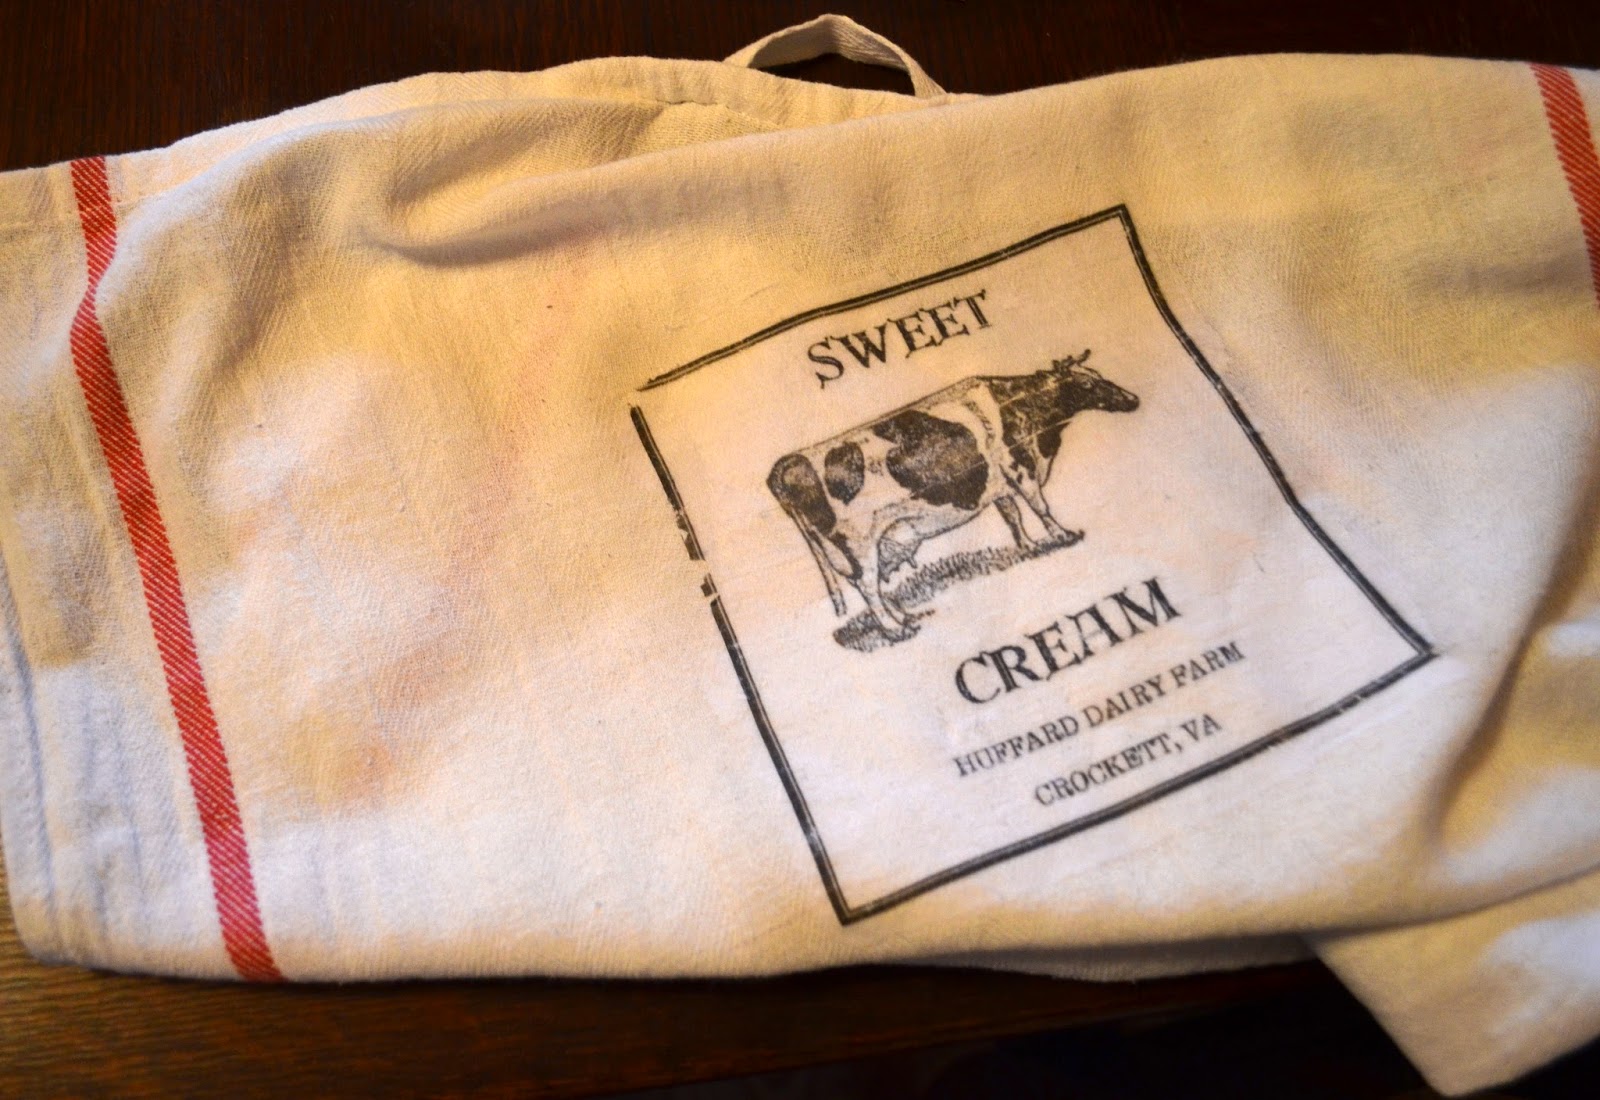 SWEET
CREAM
HUFFARD DAIRY FARM
CROCKETT, VA